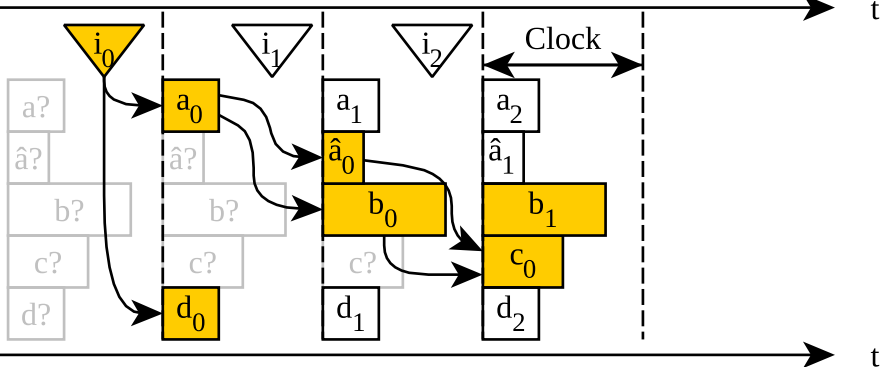 t
i0 i1 i2 Clock
a? a0 a1 a2
â? â? â0 â1
b? b? b0 b1
c? c? c? c0
d? d0 d1 d2
t